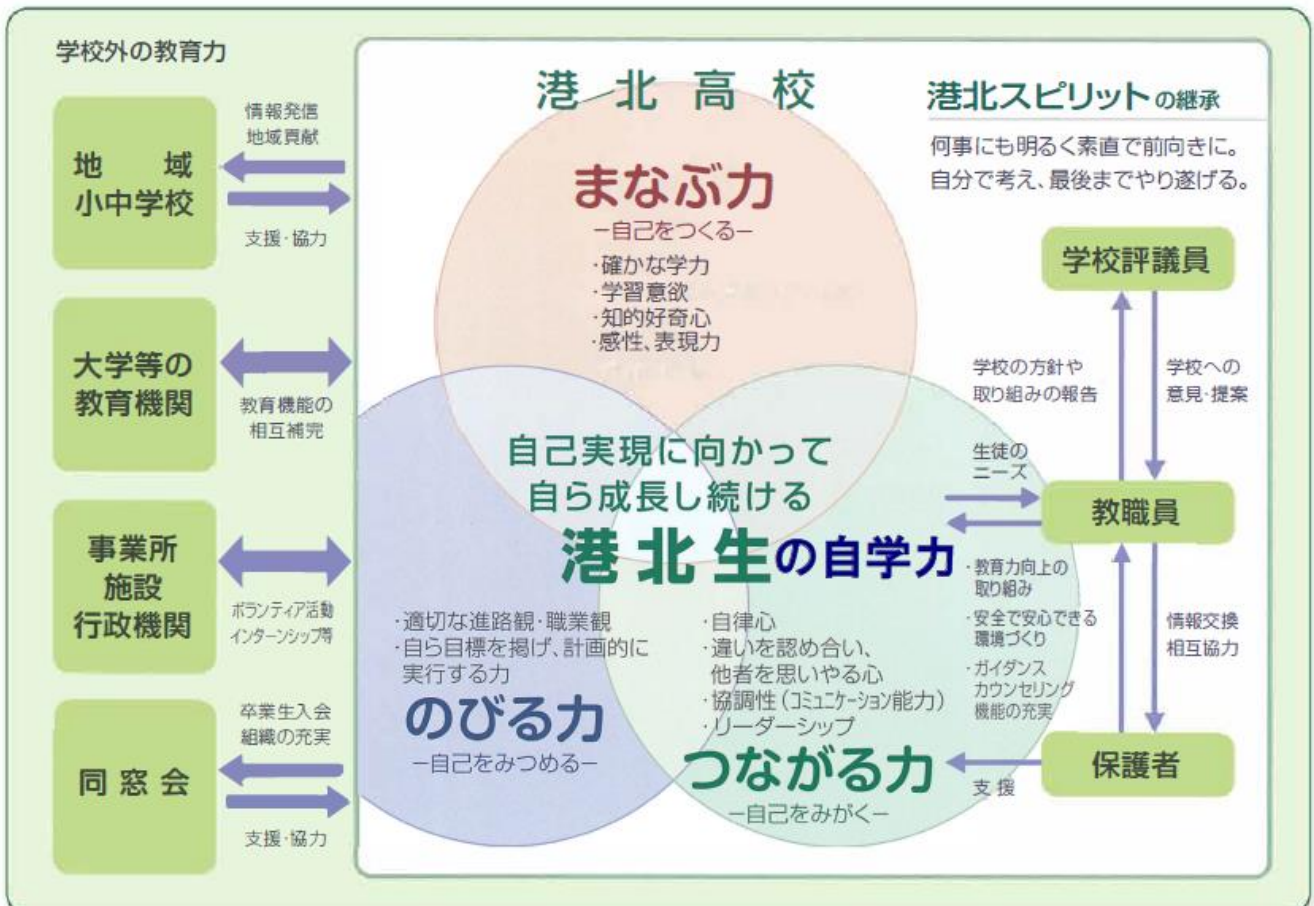 学校外の教育力
地域
小中学校
情報発信
地域貢献
支援・協力
大学等の
教育機関
教育機能の
相互補完
事業所
施設
行政機関
ボランティア活動
インターンシップ等
同窓会
卒業生入会
組織の充実
支援・協力
港北高校
まなぶ力
−自己をつくる−
・確かな学力
・学習意欲
・知的好奇心
・感性、表現力
自己実現に向かって
自ら成長し続ける
港北生の自学力
・適切な進路観・職業観
・自ら目標を掲げ、計画的に
実行する力
のびる力
−自己をみつめる−
・自律心
・違いを認め合い、
他者を思いやる心
・協調性（コミュニケーション能力）
・リーダーシップ
つながる力
−自己をみがく−
港北スピリットの継承
何事にも明るく素直で前向きに。
自分で考え、最後までやり遂げる。
学校評議員
学校の方針や
取り組みの報告
学校への
意見・提案
生徒の
ニーズ
教職員
・教育力向上の
取り組み
・安全で安心できる
環境づくり
・ガイダンス
カウンセリング
機能の充実
情報交換
相互協力
保護者
支援